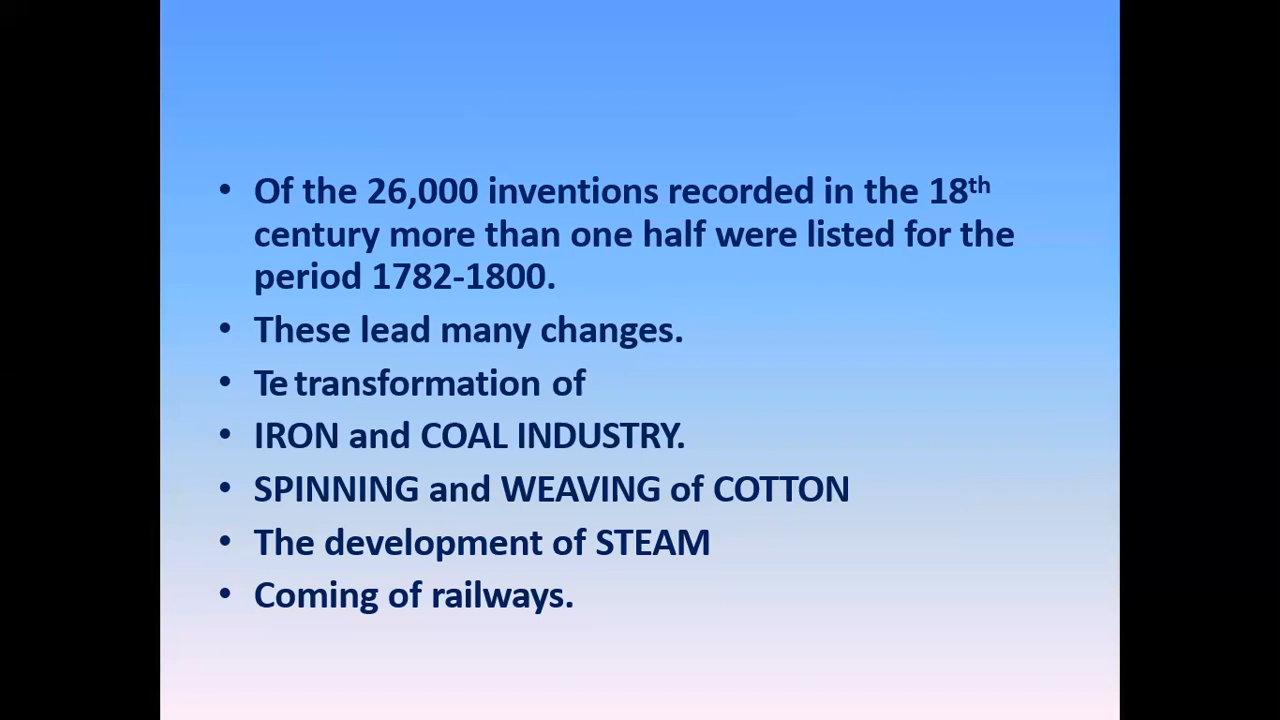 • Of the 26,000 inventions recorded in the 18th
century more than one half were listed for the
period 1782-1800.
• These lead many changes.
• Te transformation of
• IRON and COAL INDUSTRY.
• SPINNING and WEAVING of COTTON
• The development of STEAM
• Coming of railways.